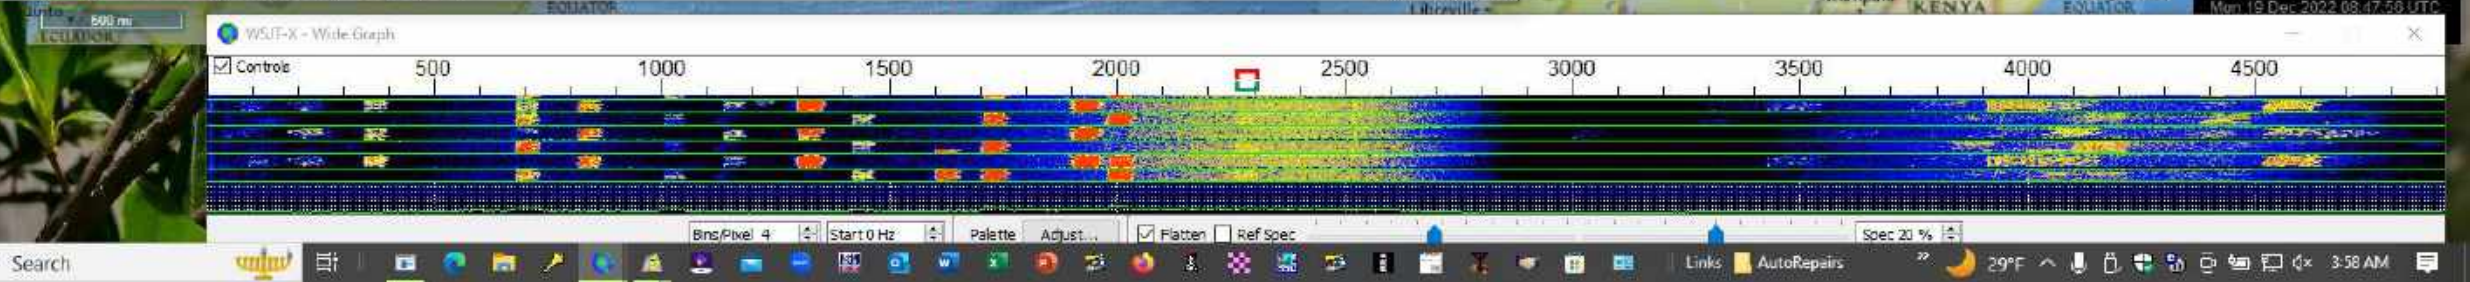 600 mi
ECUADOR
EQUATOR
Libreville
KENYA
EQUATOR
Mon 19 Dec 2022 08:47:58 UTC
WSJT-X - Wide Graph
Controls
500 1000 1500 2000 2500 3000 3500 4000 4500
Bins/Pixel 4 Start 0 Hz Palette Adjust... Flatten Ref Spec Spec 20 %
Search Links AutoRepairs 29°F 3:58 AM